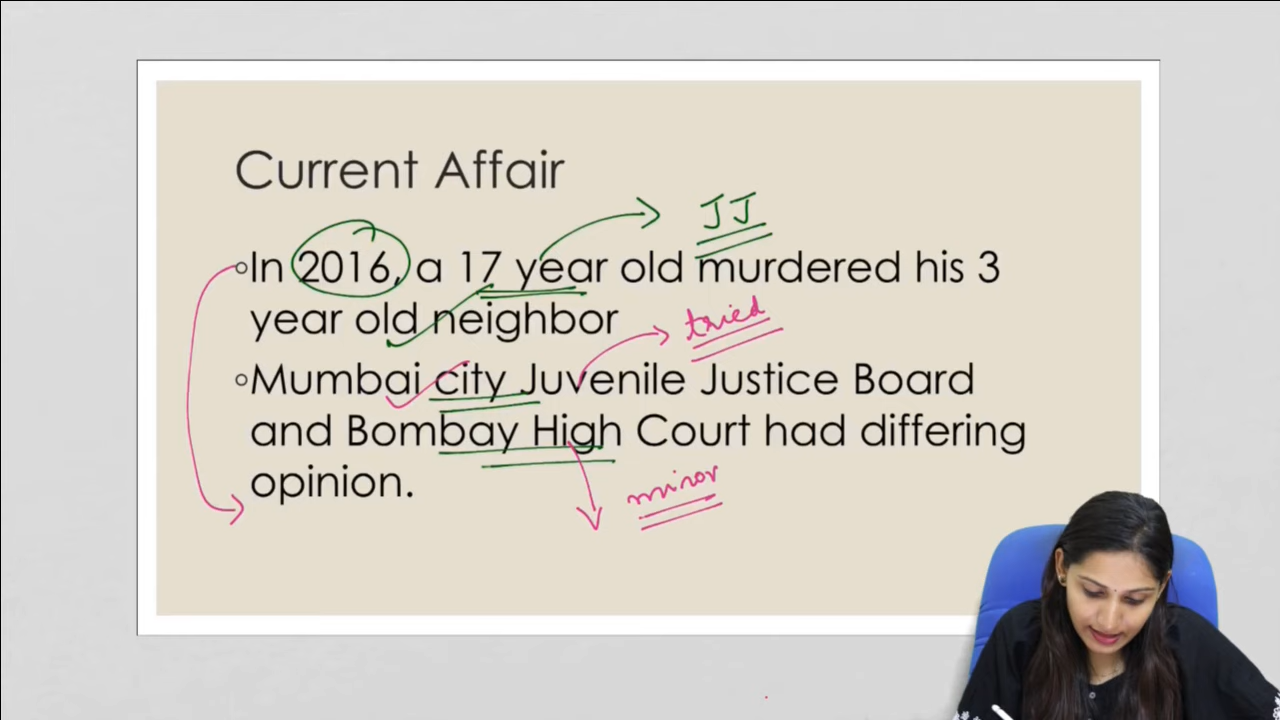 Current Affair
JJ
In 2016, a 17 year old murdered his 3
year old neighbor
tried
Mumbai city Juvenile Justice Board
and Bombay High Court had differing
opinion.
minor